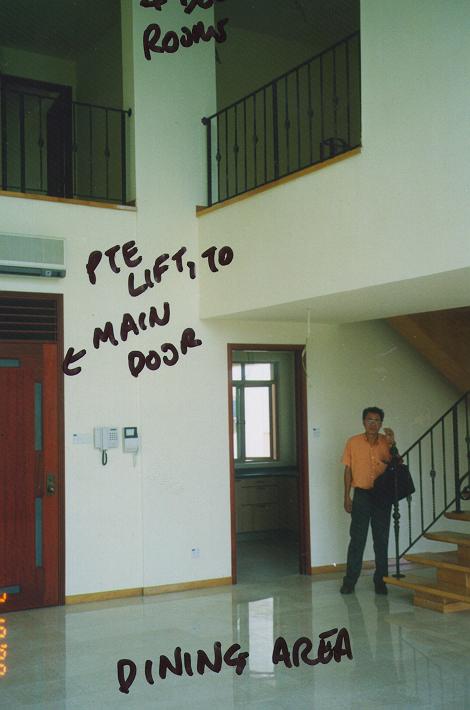 ROOMS
PTE
LIFT, TO
← MAIN
DOOR
DINING AREA